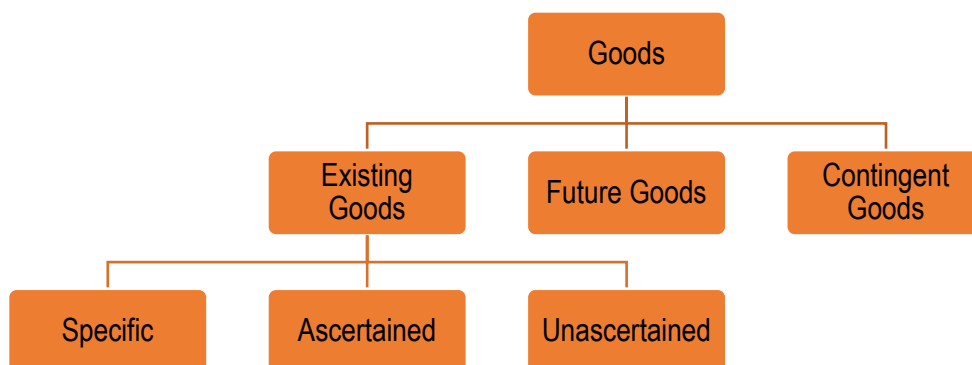 Goods
Existing
Goods
Future Goods
Contingent
Goods
Specific
Ascertained
Unascertained